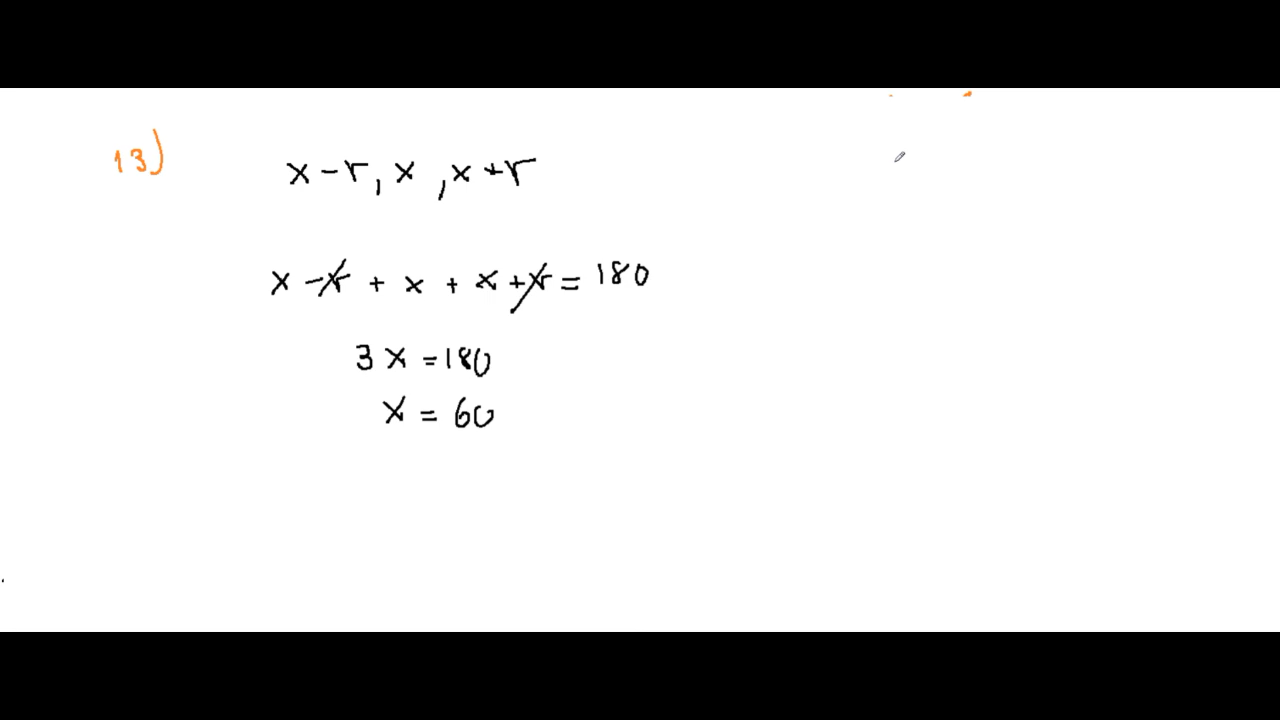 13)
x - r, x, x + r
x - r + x + x + r = 180
3x = 180
x = 60